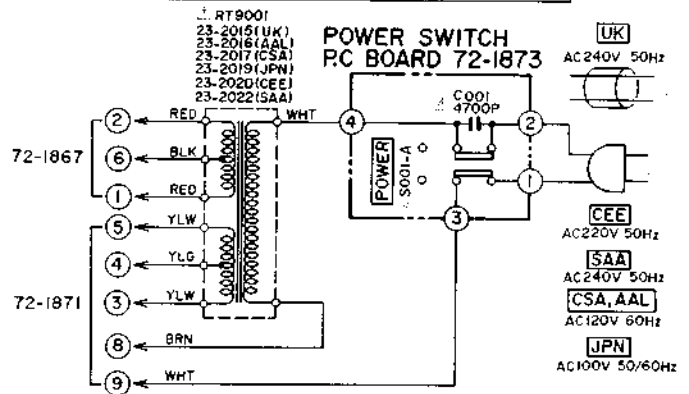 RT9001
23-2015(UK)
23-2016(AAL)
23-2017(CSA)
23-2019(JPN)
23-2020(CEE)
23-2022(SAA)
POWER SWITCH
P.C BOARD 72-1873
UK
AC240V 50Hz
C001
4700P
WHT
4
2
POWER
S001-A
1
3
2
RED
72-1867
6
BLK
1
RED
5
YLW
4
YLG
72-1871
3
YLW
8
BRN
9
WHT
CEE
AC220V 50Hz
SAA
AC240V 50Hz
CSA, AAL
AC120V 60Hz
JPN
AC100V 50/60Hz